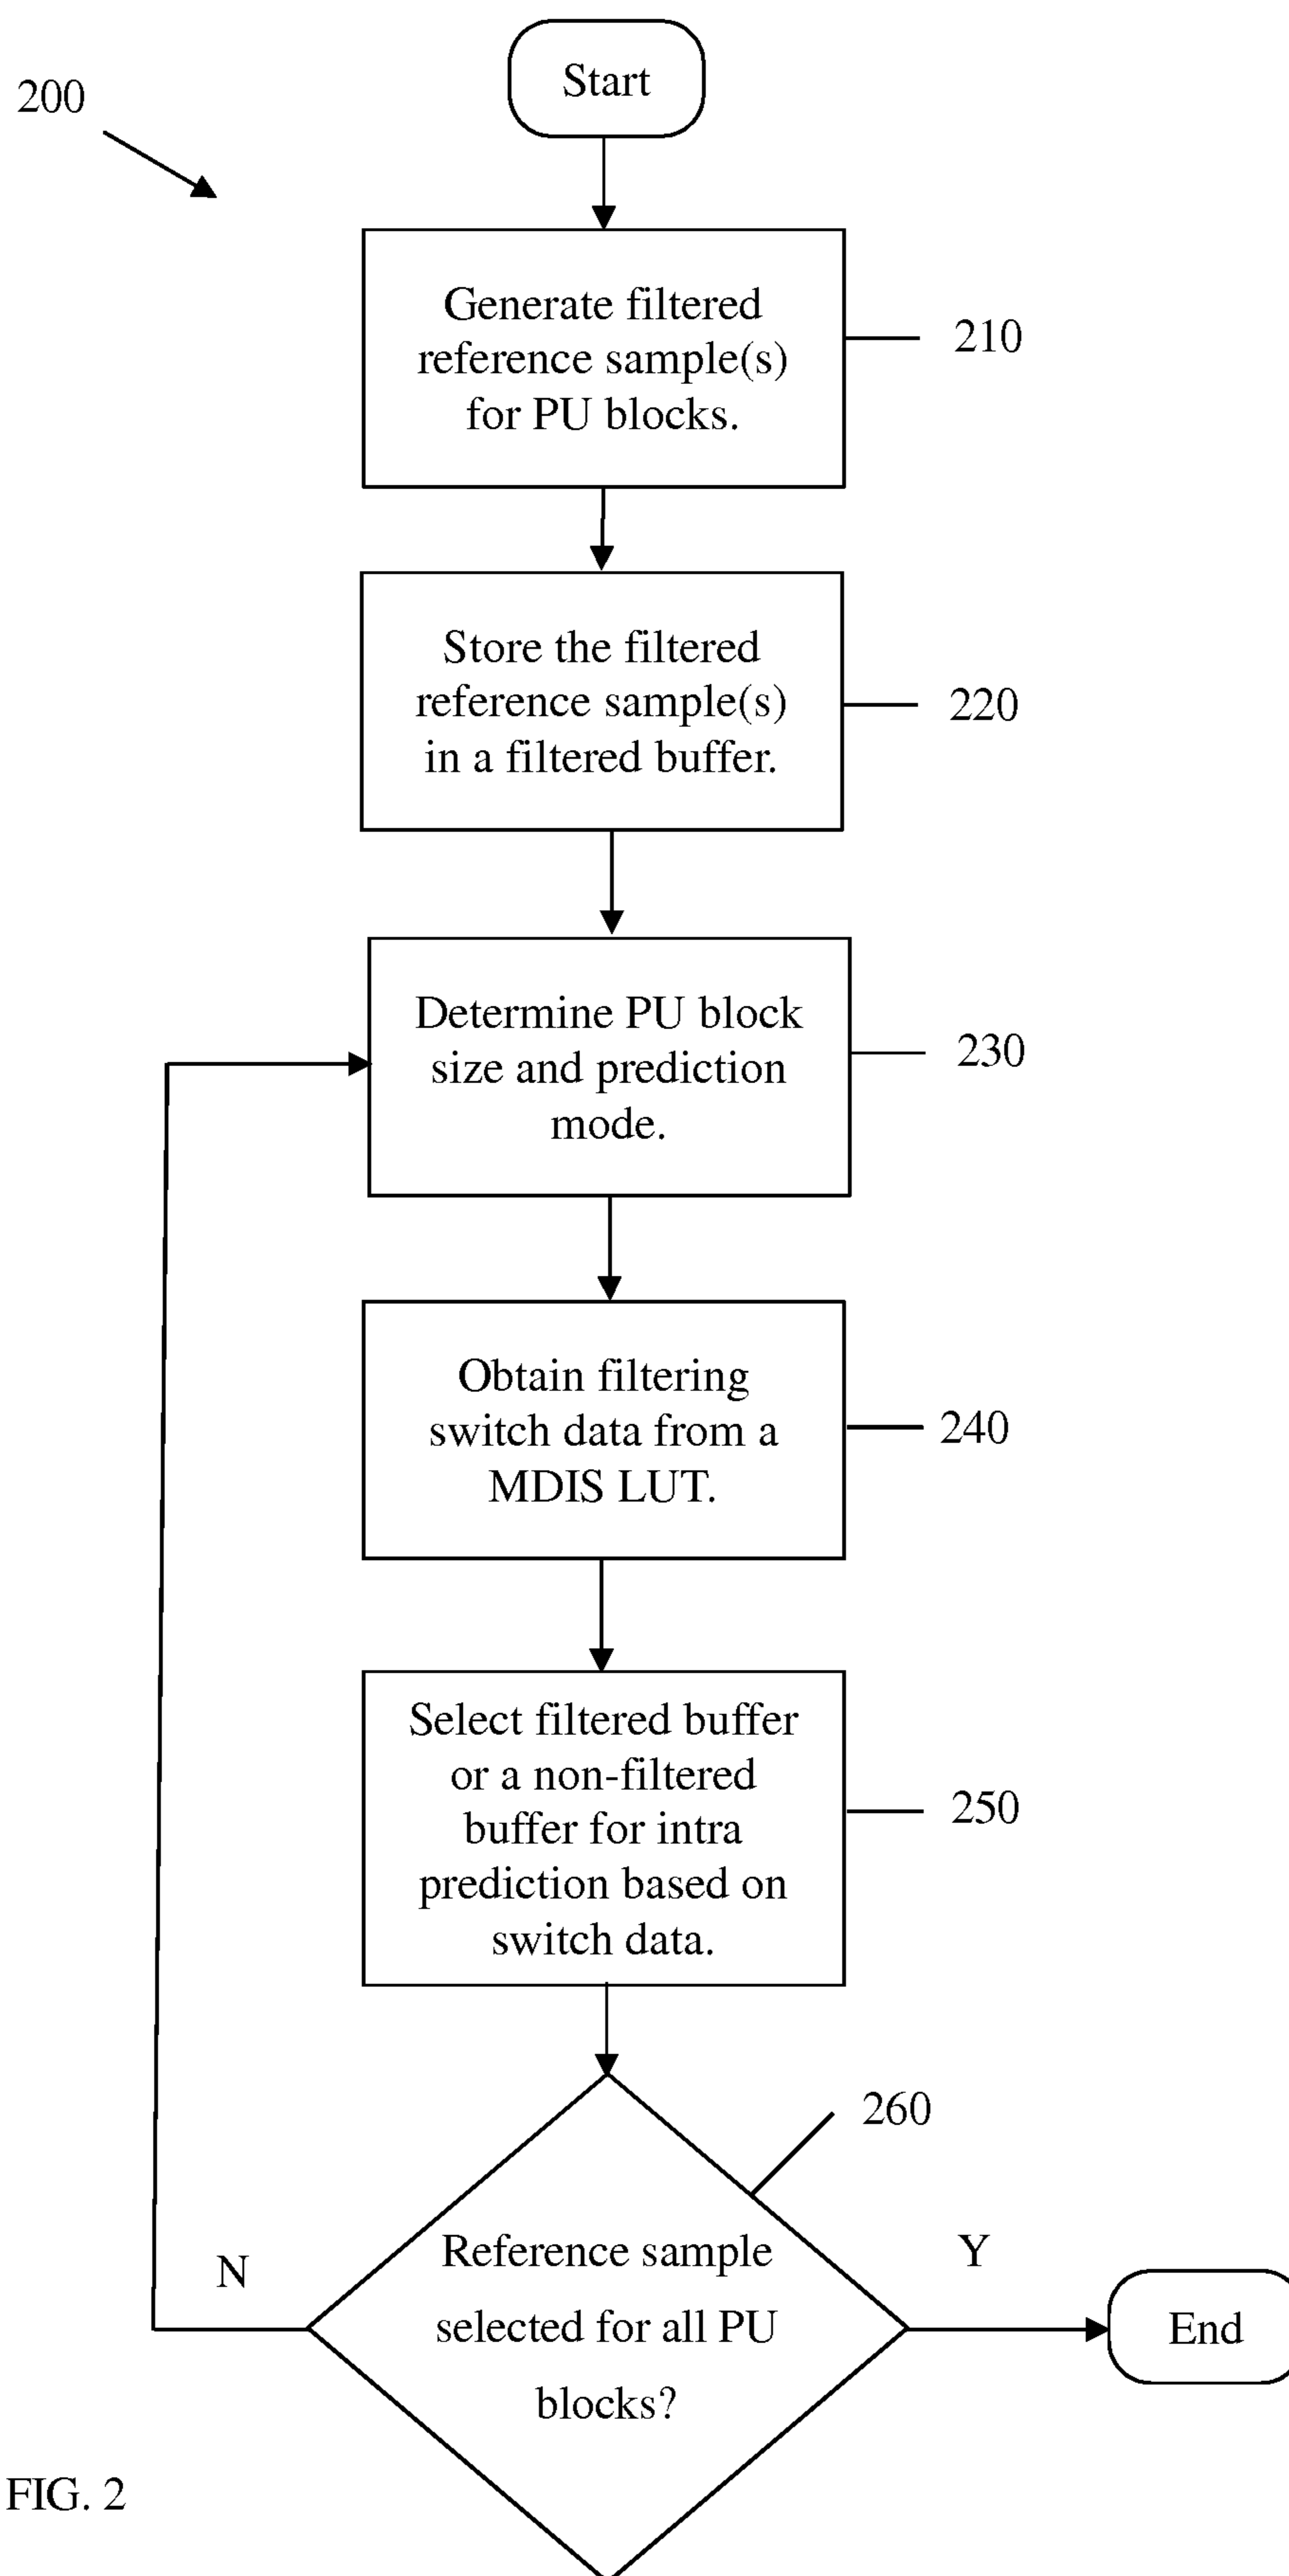 Start
200
Generate filtered
reference sample(s)
for PU blocks.
210
Store the filtered
reference sample(s)
in a filtered buffer.
220
Determine PU block
size and prediction
mode.
230
Obtain filtering
switch data from a
MDIS LUT.
240
Select filtered buffer
or a non-filtered
buffer for intra
prediction based on
switch data.
250
260
Reference sample
selected for all PU
blocks?
N
Y
End
FIG. 2